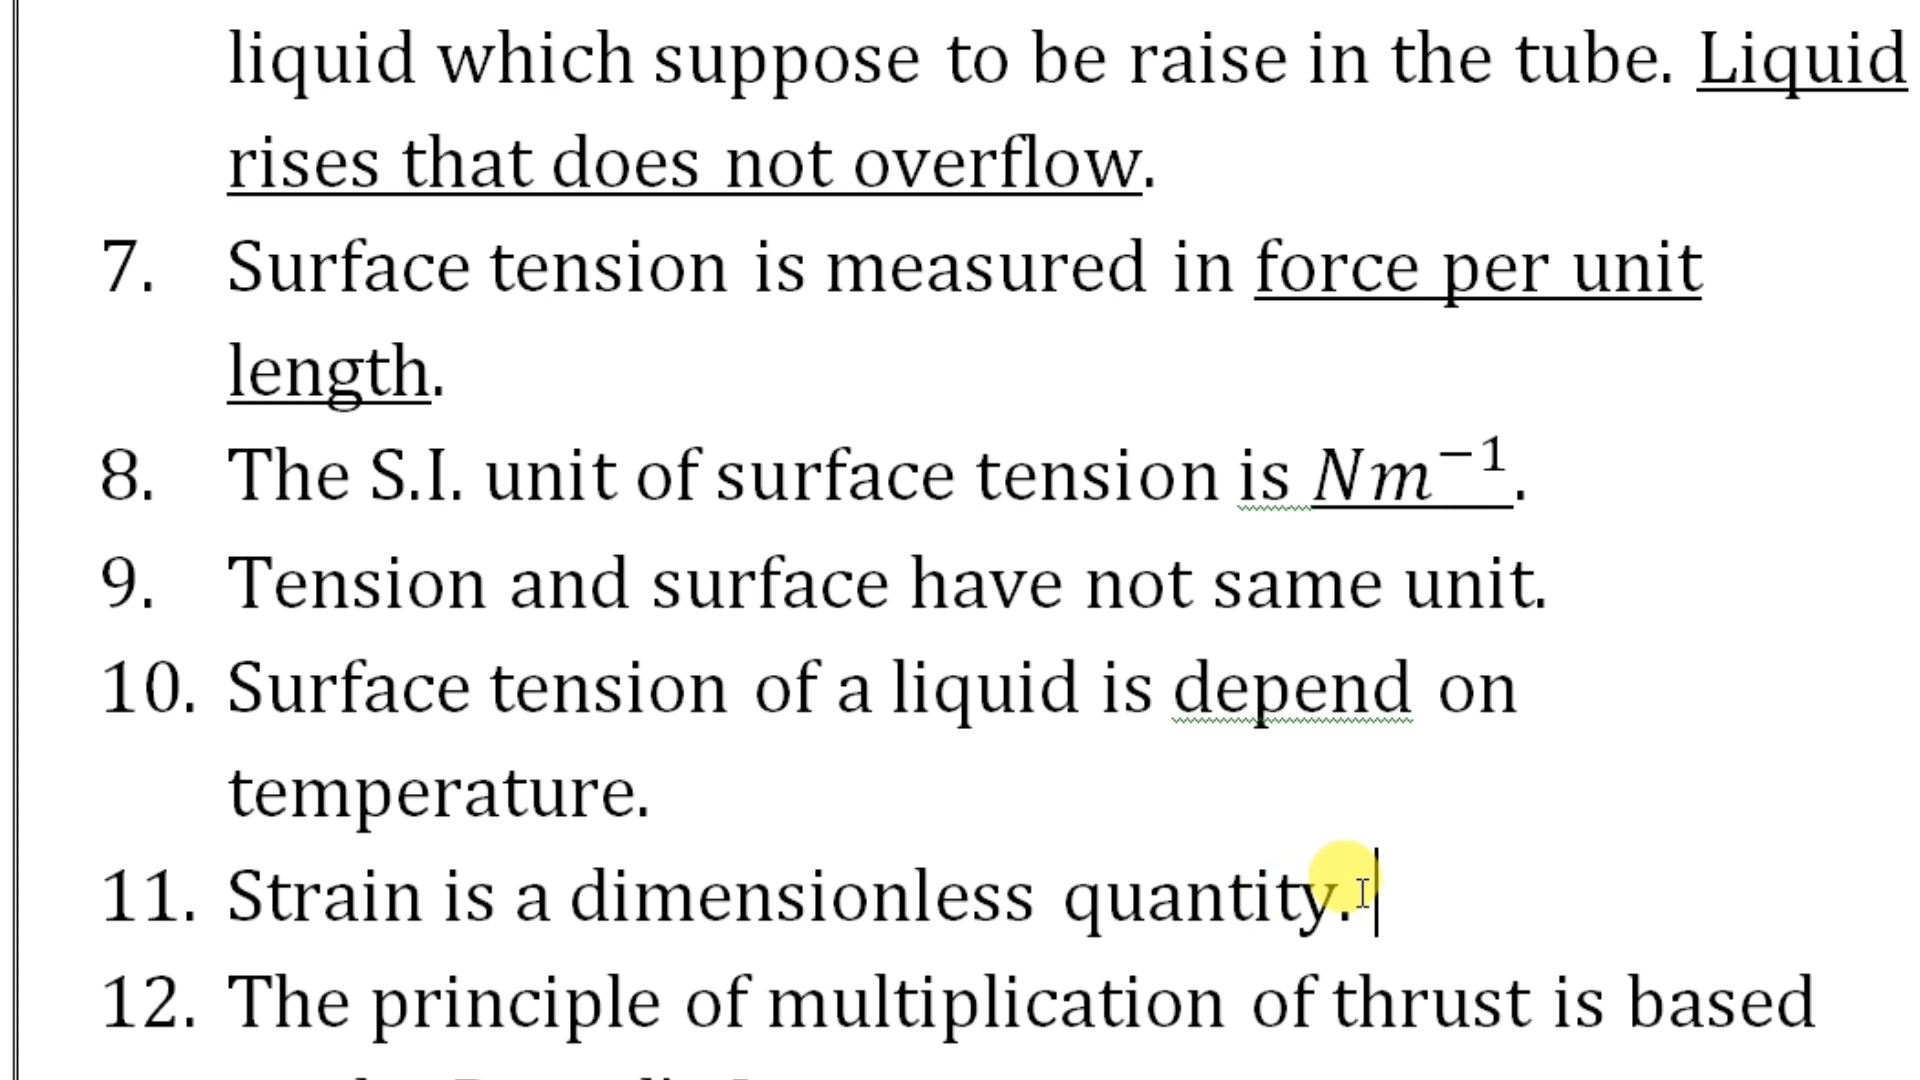 liquid which suppose to be raise in the tube. Liquid
rises that does not overflow.
7. Surface tension is measured in force per unit
length.
8. The S.I. unit of surface tension is Nm⁻¹.
9. Tension and surface have not same unit.
10. Surface tension of a liquid is depend on
temperature.
11. Strain is a dimensionless quantity.
12. The principle of multiplication of thrust is based